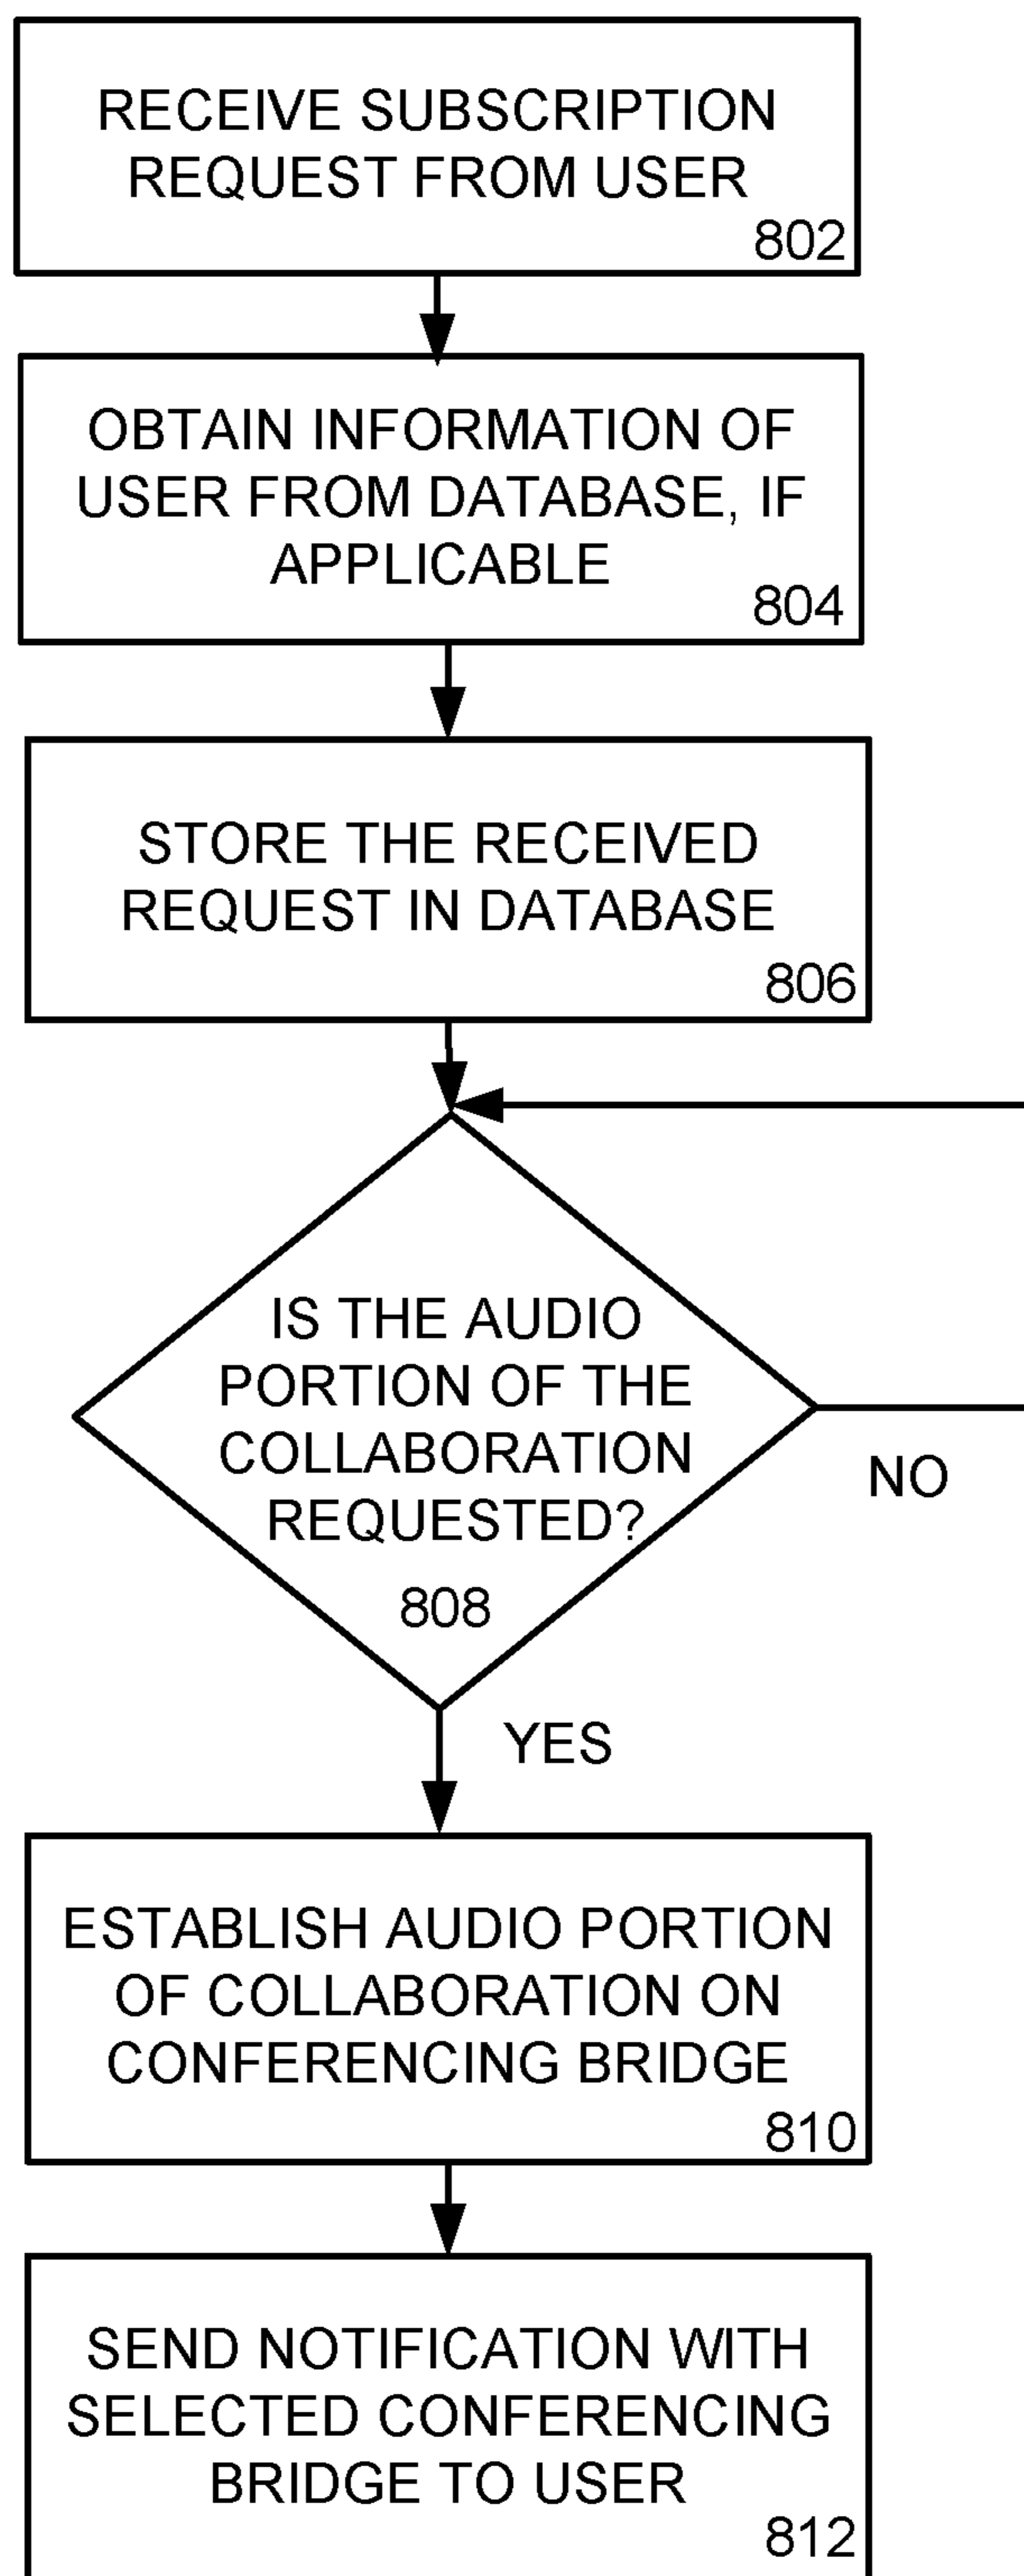 RECEIVE SUBSCRIPTION
REQUEST FROM USER
802
OBTAIN INFORMATION OF
USER FROM DATABASE, IF
APPLICABLE
804
STORE THE RECEIVED
REQUEST IN DATABASE
806
IS THE AUDIO
PORTION OF THE
COLLABORATION
REQUESTED?
808
NO
YES
ESTABLISH AUDIO PORTION
OF COLLABORATION ON
CONFERENCING BRIDGE
810
SEND NOTIFICATION WITH
SELECTED CONFERENCING
BRIDGE TO USER
812